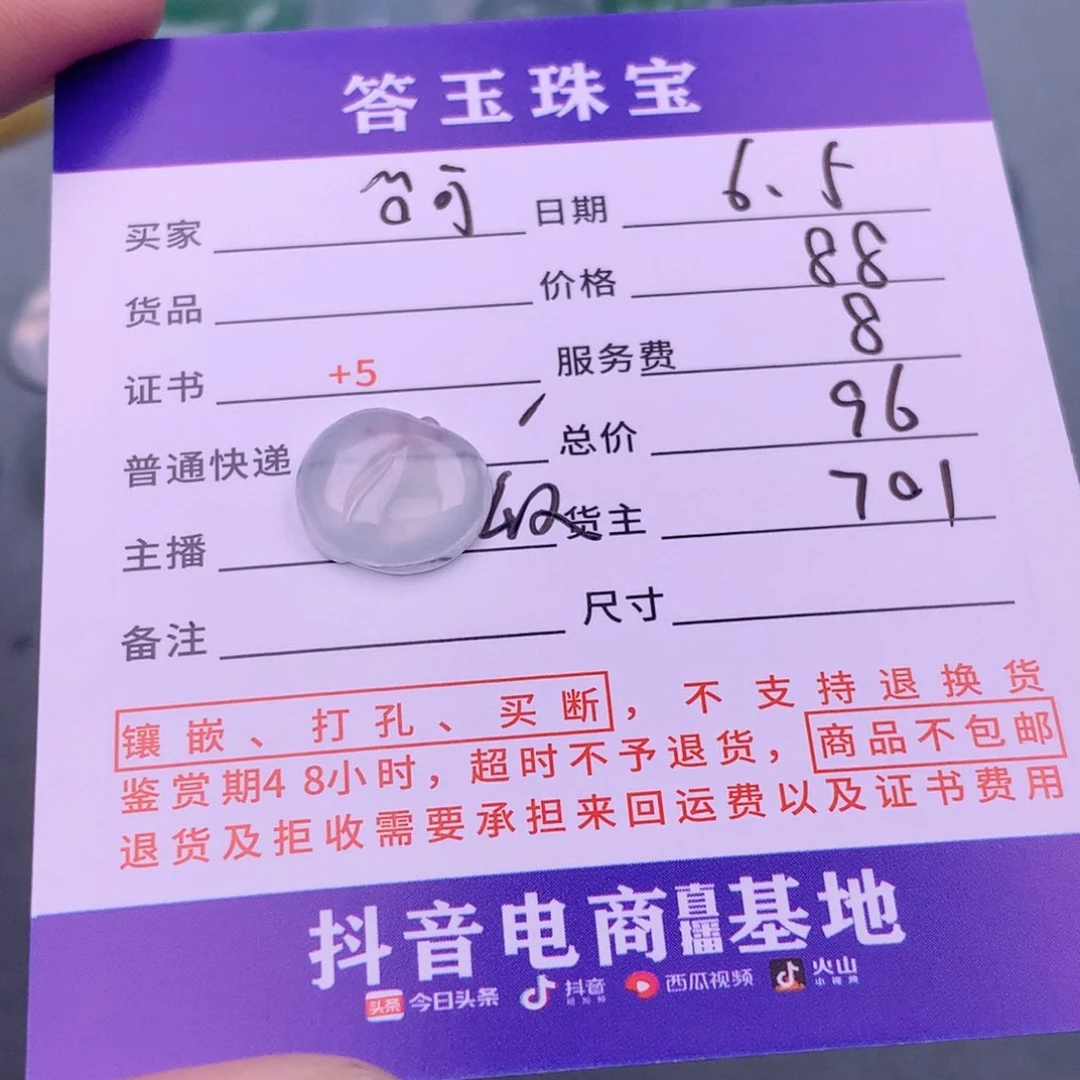 答玉珠宝
买家 日期 6.5
货品 价格 88
证书 +5 服务费 8
普通快递 总价 96
主播 货主 701
备注 尺寸
镶嵌、打孔、买断，不支持退换货
鉴赏期48小时，超时不予退货，商品不包邮
退货及拒收需要承担来回运费以及证书费用
抖音电商直播基地
头条 今日头条 抖音 西瓜视频 火山